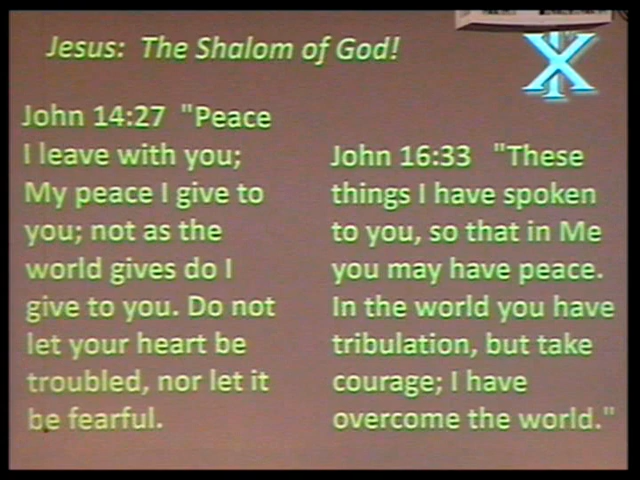 Jesus: The Shalom of God!
John 14:27 "Peace
I leave with you;
My peace I give to
you; not as the
world gives do I
give to you. Do not
let your heart be
troubled, nor let it
be fearful.
John 16:33 "These
things I have spoken
to you, so that in Me
you may have peace.
In the world you have
tribulation, but take
courage; I have
overcome the world."